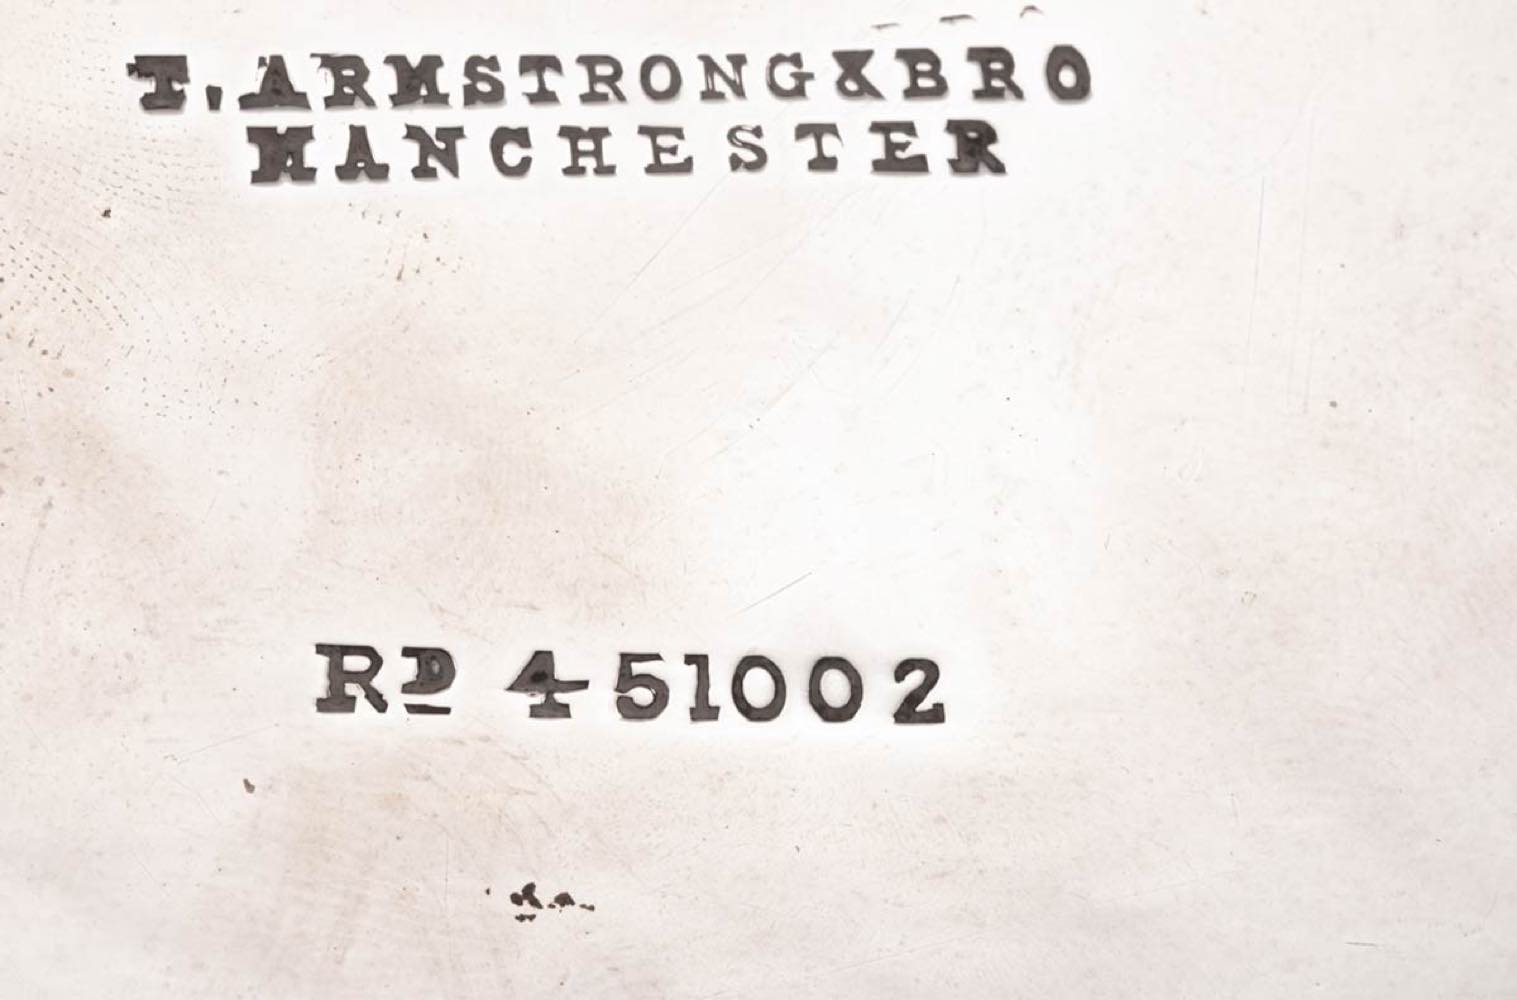 T. ARMSTRONG & BRO
MANCHESTER
RD 451002